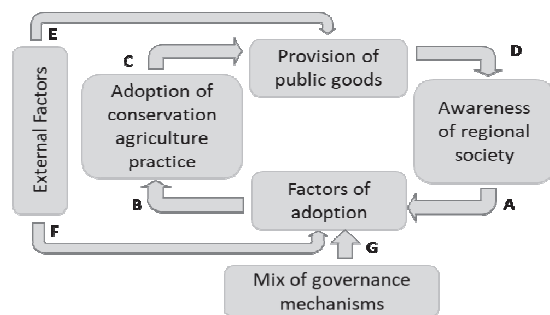 E
C
D
Provision of
public goods
External Factors
Adoption of
conservation
agriculture
practice
Awareness
of regional
society
Factors of
adoption
B
A
F
G
Mix of governance
mechanisms